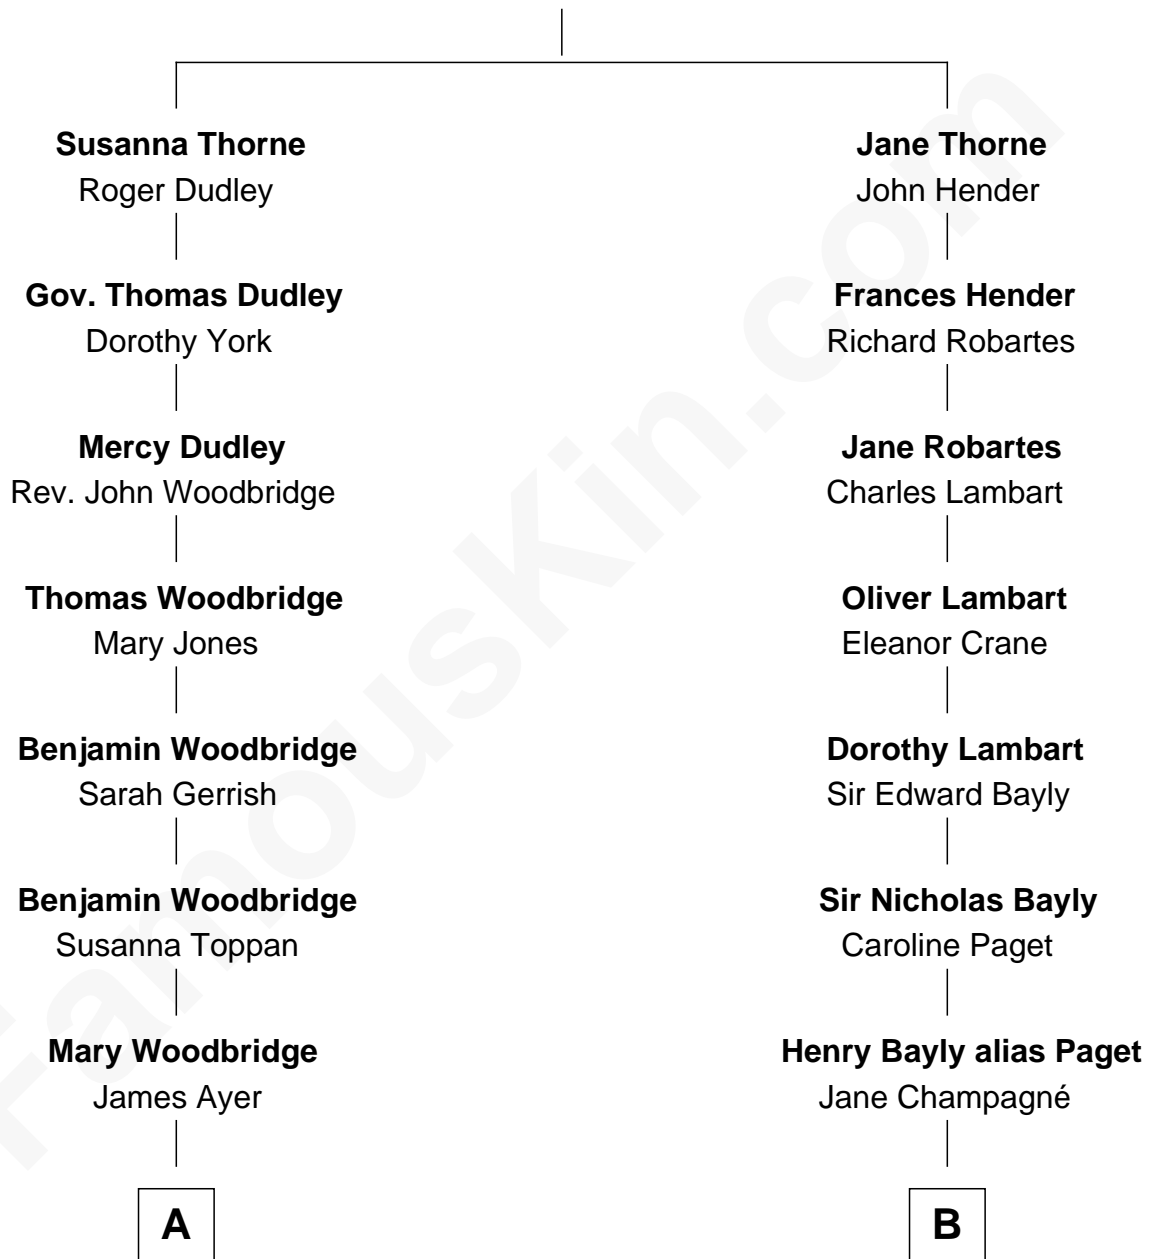 Susanna Thorne
Roger Dudley
Gov. Thomas Dudley
Dorothy York
Mercy Dudley
Rev. John Woodbridge
Thomas Woodbridge
Mary Jones
Benjamin Woodbridge
Sarah Gerrish
Benjamin Woodbridge
Susanna Toppan
Mary Woodbridge
James Ayer
A
Jane Thorne
John Hender
Frances Hender
Richard Robartes
Jane Robartes
Charles Lambart
Oliver Lambart
Eleanor Crane
Dorothy Lambart
Sir Edward Bayly
Sir Nicholas Bayly
Caroline Paget
Henry Bayly alias Paget
Jane Champagné
B
FamousKin.com